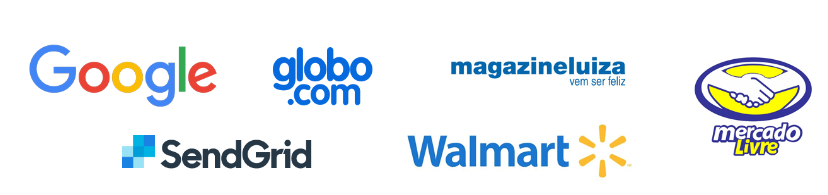 Google
globo
.com
magazineluiza
vem ser feliz
mercado
Livre
SendGrid
Walmart